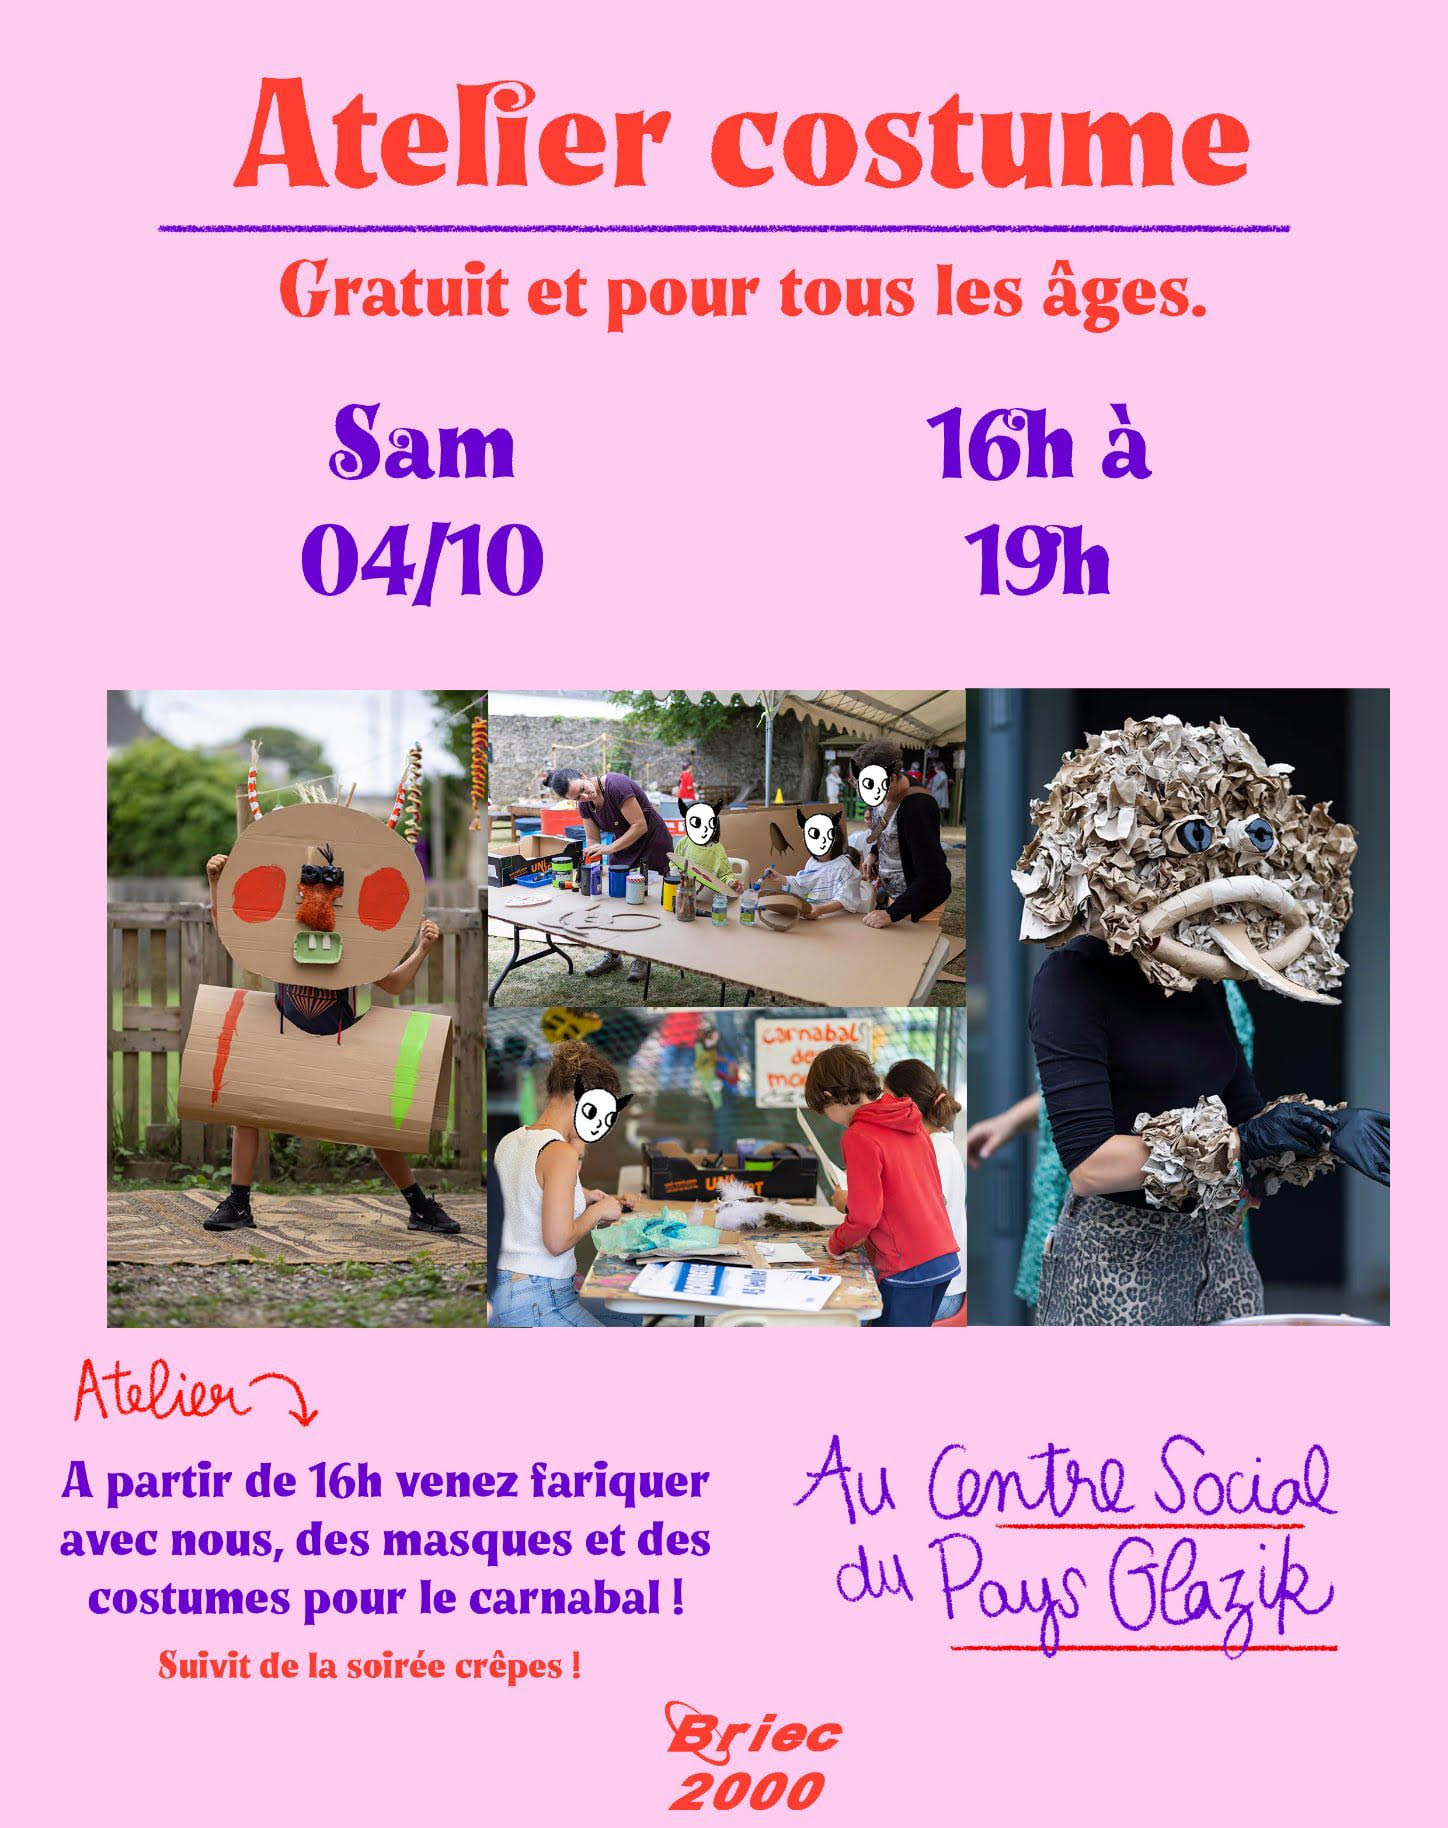 Atelier costume
Gratuit et pour tous les âges.
Sam
04/10
16h à
19h
carnabal
de
Atelier
A partir de 16h venez fariquer
avec nous, des masques et des
costumes pour le carnabal !
Suivit de la soirée crêpes !
Au Centre Social
du Pays Glazik
Briec
2000